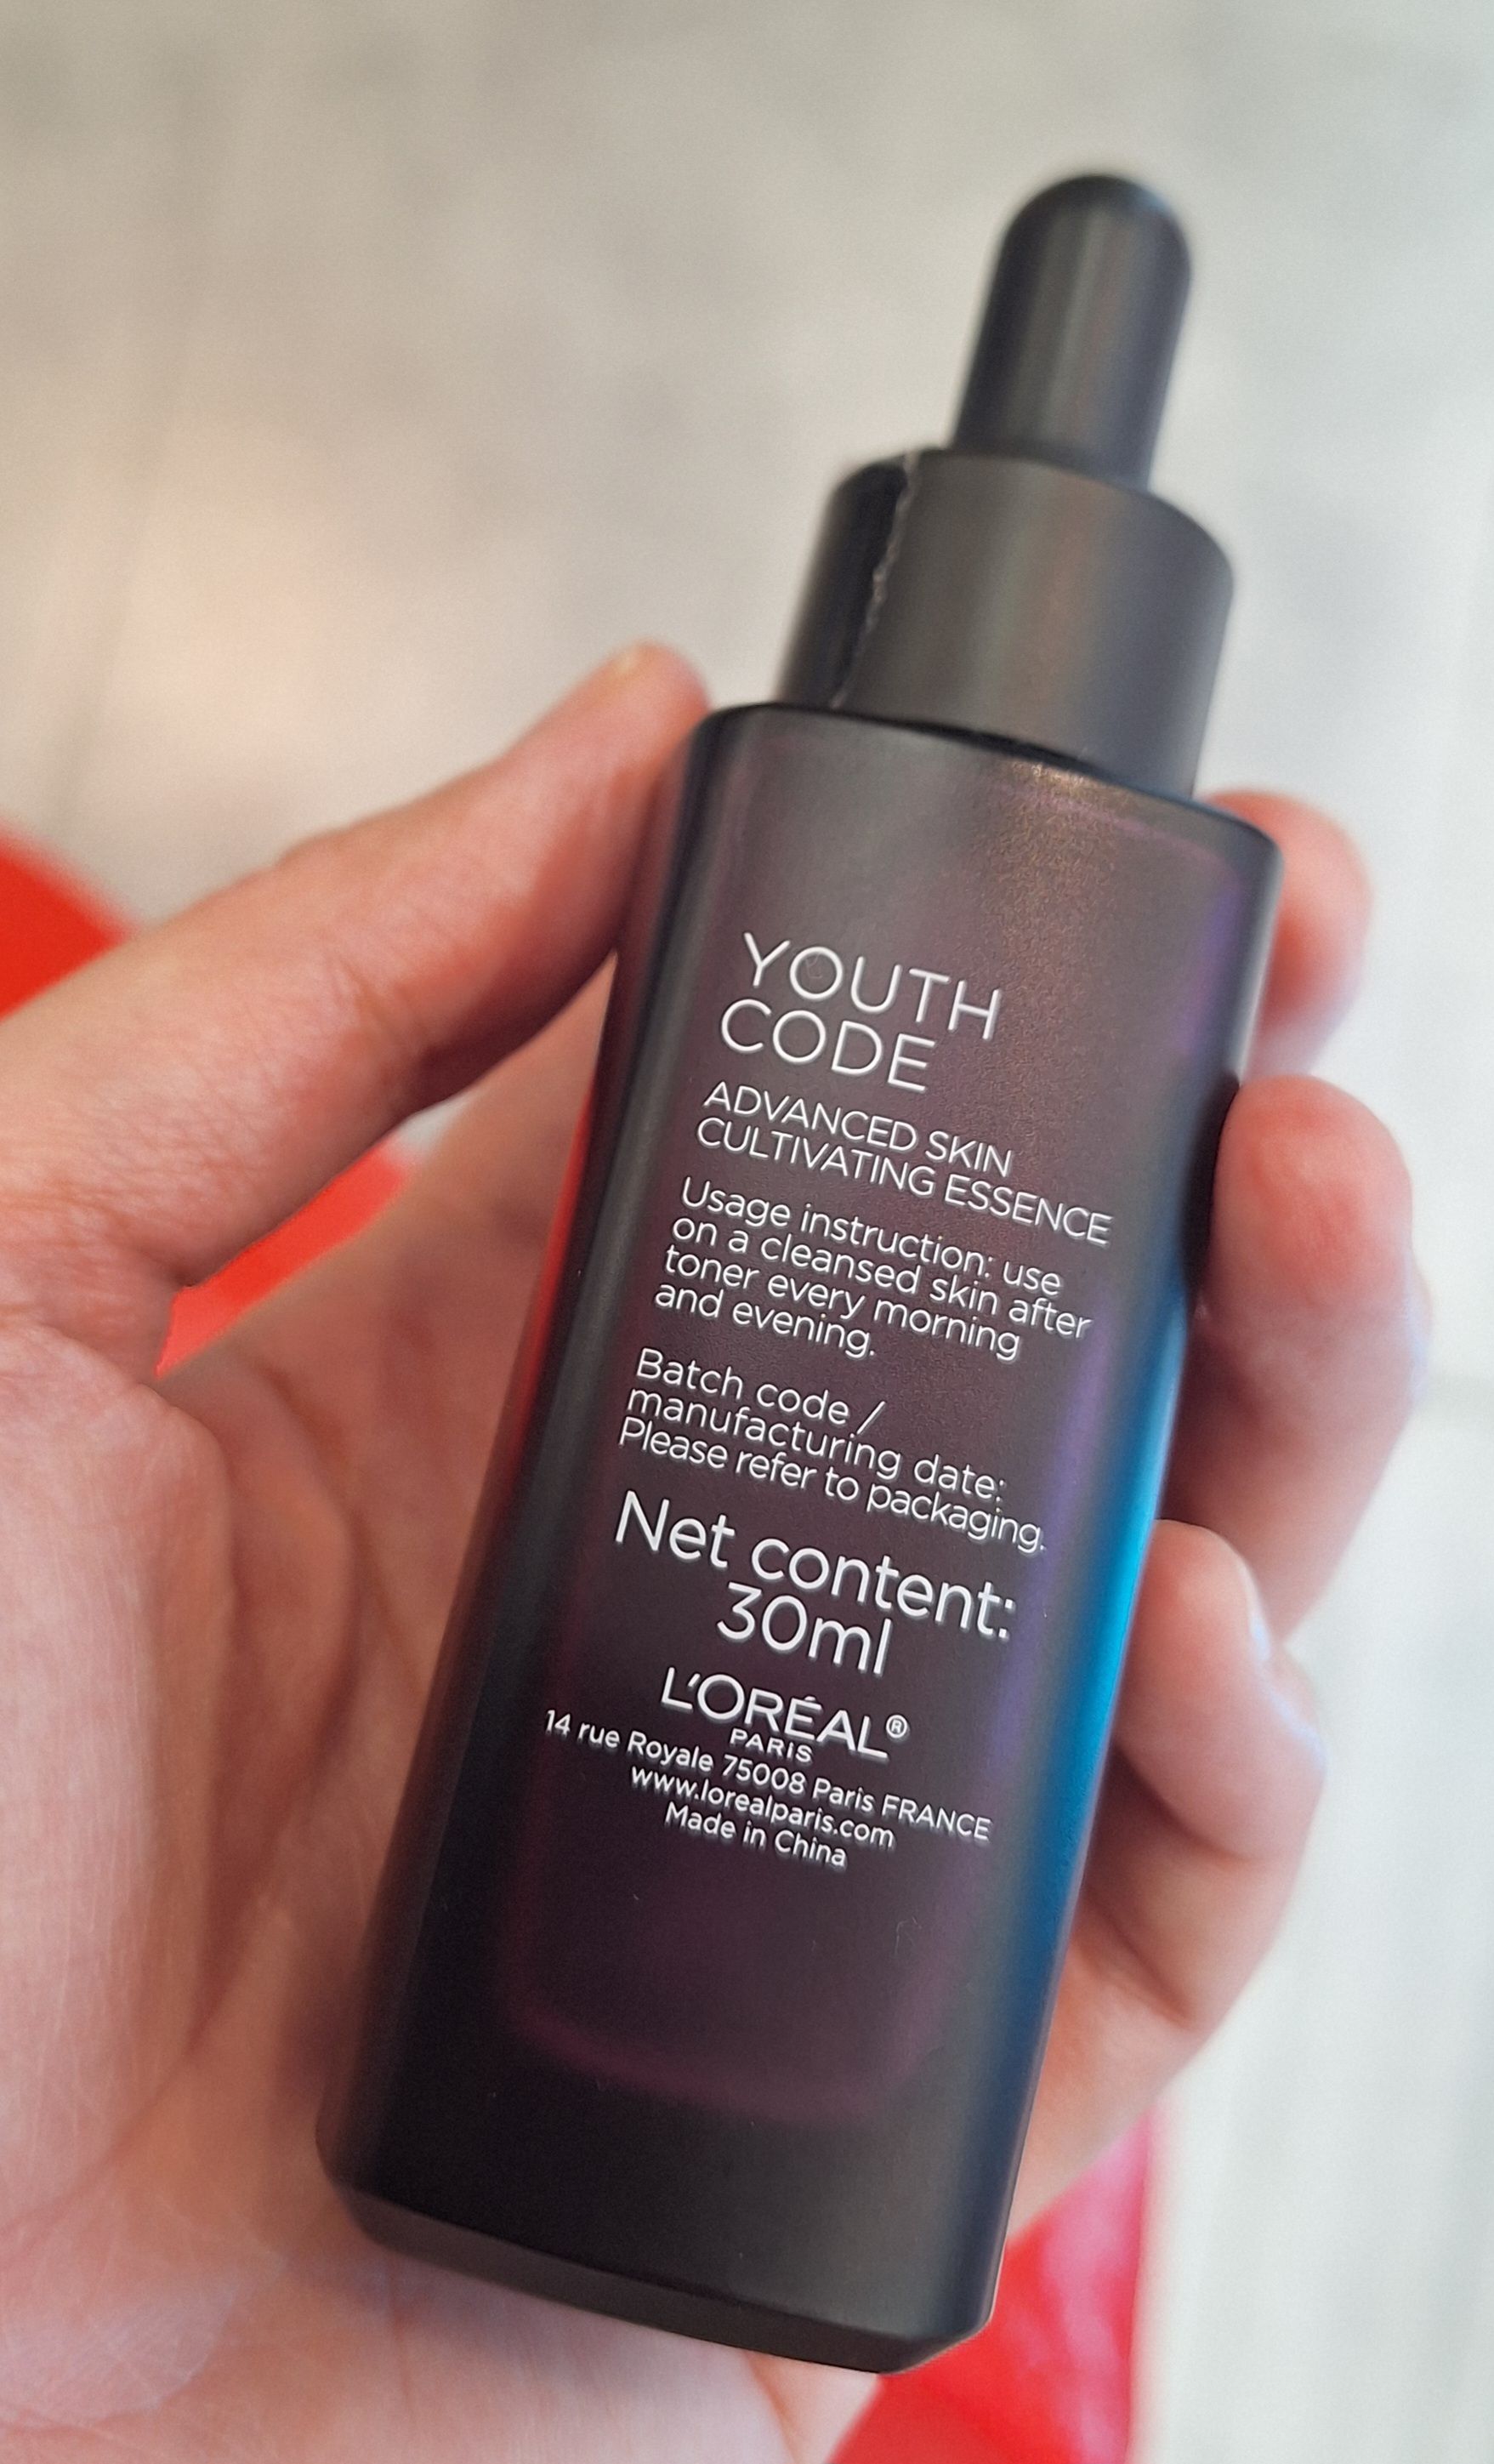 YOUTH
CODE
ADVANCED SKIN
CULTIVATING ESSENCE
Usage instruction: use
on a cleansed skin after
toner every morning
and evening.
Batch code /
manufacturing date:
Please refer to packaging.
Net content:
30ml
L'ORÉAL®
PARIS
14 rue Royale 75008 Paris FRANCE
www.lorealparis.com
Made in China